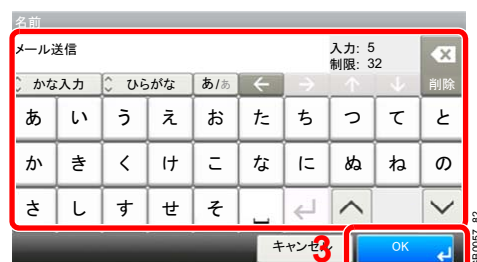 名前
メール送信
入力: 5
制限: 32
かな入力 ひらがな あ/ぁ ← → ↑ ↓ 削除
あ い う え お た ち つ て と
か き く け こ な に ぬ ね の
さ し す せ そ
キャンセル 3 OK